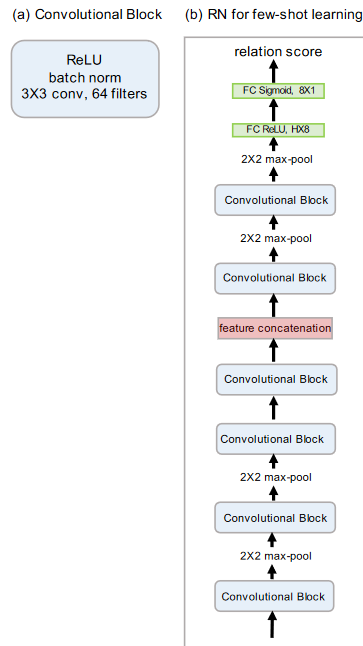 (a) Convolutional Block
ReLU
batch norm
3X3 conv, 64 filters
(b) RN for few-shot learning
relation score
FC Sigmoid, 8X1
FC ReLU, HX8
2X2 max-pool
Convolutional Block
2X2 max-pool
Convolutional Block
feature concatenation
Convolutional Block
Convolutional Block
2X2 max-pool
Convolutional Block
2X2 max-pool
Convolutional Block